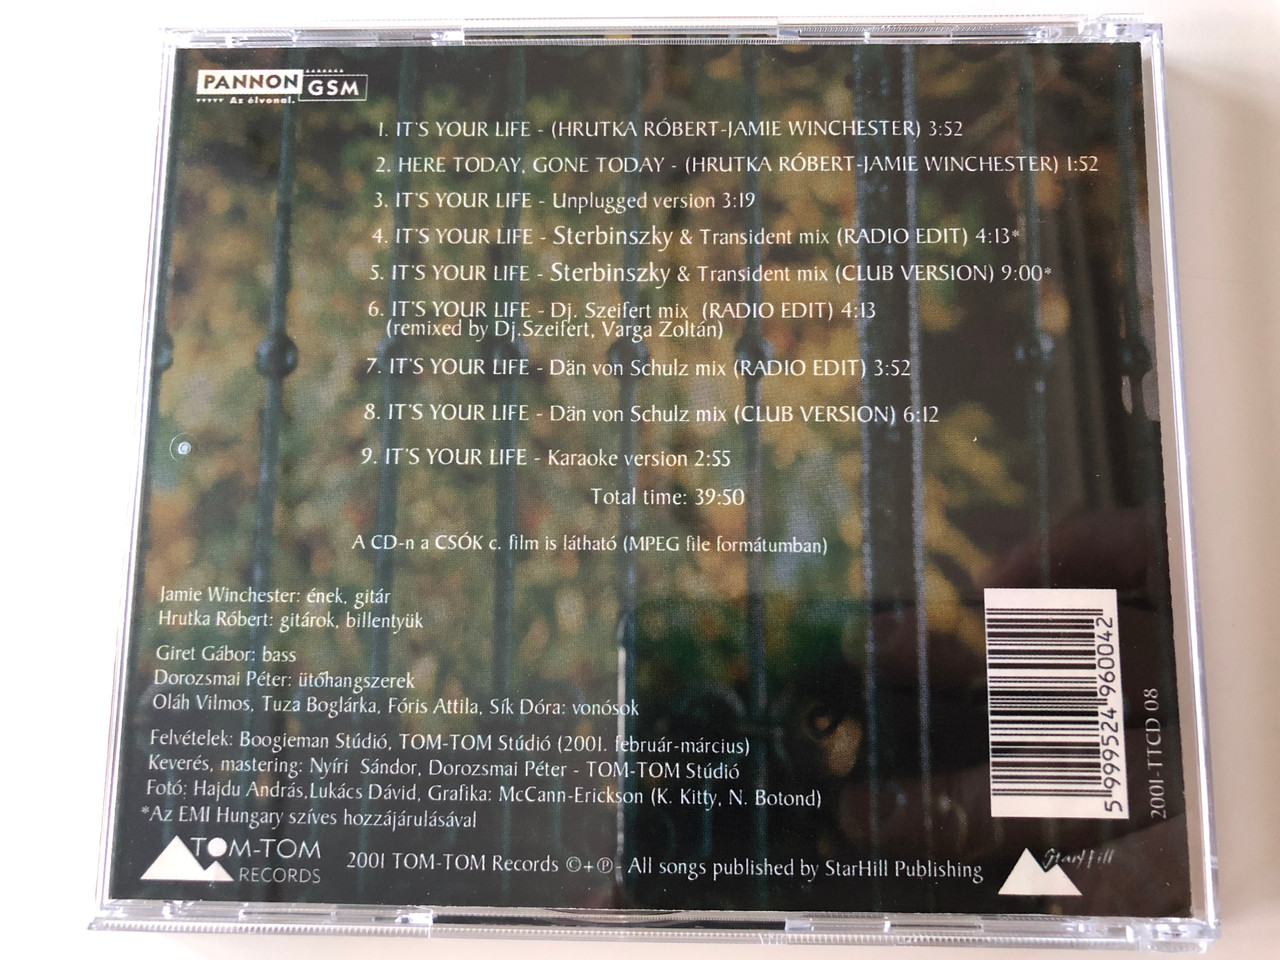 PANNON GSM
Az élvonal.
1. IT'S YOUR LIFE - (HRUTKA RÓBERT-JAMIE WINCHESTER) 3:52
2. HERE TODAY, GONE TODAY - (HRUTKA RÓBERT-JAMIE WINCHESTER) 1:52
3. IT'S YOUR LIFE - Unplugged version 3:19
4. IT'S YOUR LIFE - Sterbinszky & Transident mix (RADIO EDIT) 4:13*
5. IT'S YOUR LIFE - Sterbinszky & Transident mix (CLUB VERSION) 9:00*
6. IT'S YOUR LIFE - Dj. Szeifert mix (RADIO EDIT) 4:13
(remixed by Dj.Szeifert, Varga Zoltán)
7. IT'S YOUR LIFE - Dän von Schulz mix (RADIO EDIT) 3:52
8. IT'S YOUR LIFE - Dän von Schulz mix (CLUB VERSION) 6:12
9. IT'S YOUR LIFE - Karaoke version 2:55
Total time: 39:50
A CD-n a CSÓK c. film is látható (MPEG file formátumban)
Jamie Winchester: ének, gitár
Hrutka Róbert: gitárok, billentyük
Giret Gábor: bass
Dorozsmai Péter: ütőhangszerek
Oláh Vilmos, Tuza Boglárka, Fóris Attila, Sík Dóra: vonósok
Felvételek: Boogieman Stúdió, TOM-TOM Stúdió (2001. február-március)
Keverés, mastering: Nyíri Sándor, Dorozsmai Péter - TOM-TOM Stúdió
Fotó: Hajdu András,Lukács Dávid, Grafika: McCann-Erickson (K. Kitty, N. Botond)
*Az EMI Hungary szíves hozzájárulásával
TOM-TOM
RECORDS
2001 TOM-TOM Records ©+℗ - All songs published by StarHill Publishing
StarHill
5 999524 960042
2001-TTCD 08